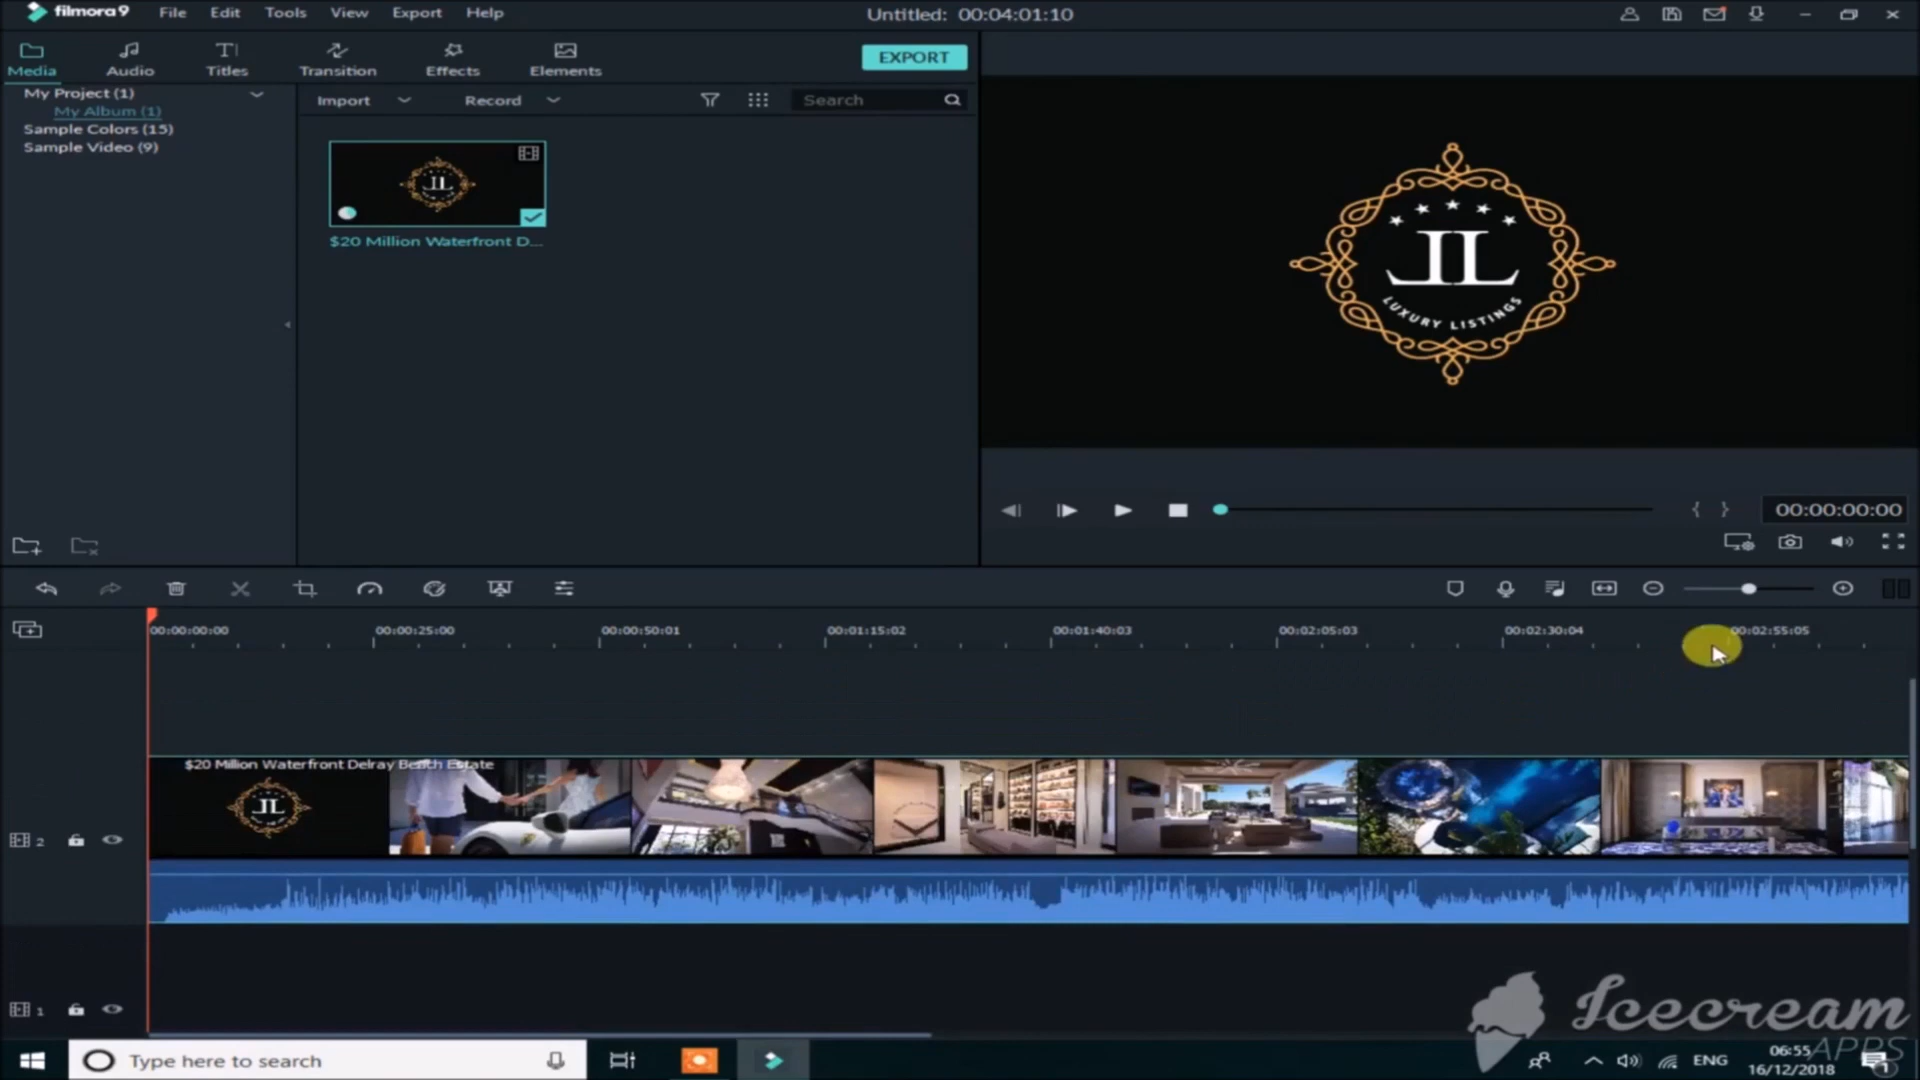 filmora9 File Edit Tools View Export Help Untitled: 00:04:01:10
Media Audio Titles Transition Effects Elements EXPORT
My Project (1)
My Album (1)
Sample Colors (15)
Sample Video (9)
Import Record Search
$20 Million Waterfront D...
LL
LUXURY LISTINGS
{ } 00:00:00:00
00:00:00:00 00:00:25:00 00:00:50:01 00:01:15:02 00:01:40:03 00:02:05:03 00:02:30:04 00:02:55:05
$20 Million Waterfront Delray Beach Estate
2
1
Icecream
APPS
Type here to search
ENG
06:55
16/12/2018
1